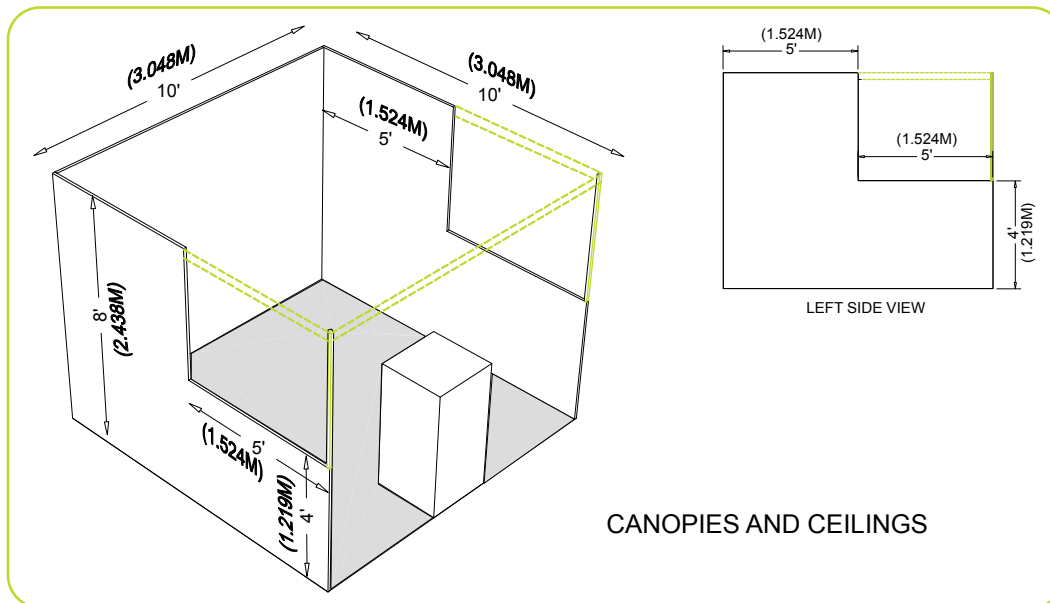 (3.048M)
10'
(3.048M)
10'
(1.524M)
5'
8'
(2.438M)
5'
(1.524M)
(1.219M)
4'
(1.524M)
5'
(1.524M)
5'
4'
(1.219M)
LEFT SIDE VIEW
CANOPIES AND CEILINGS